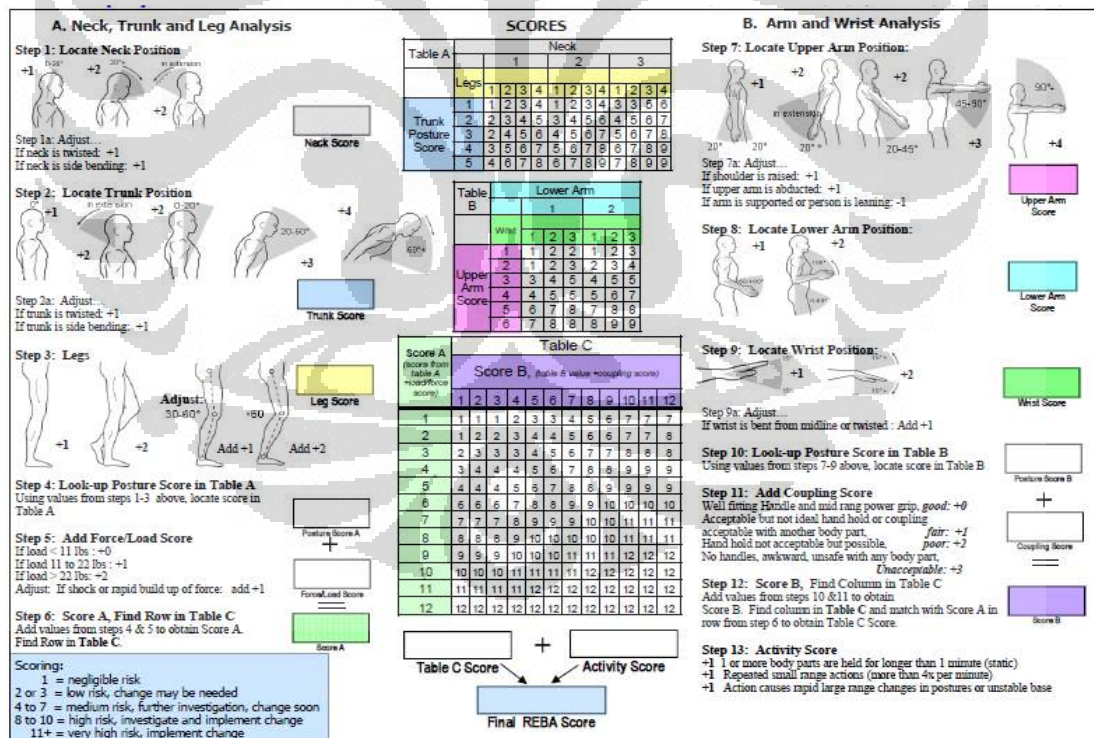 A. Neck, Trunk and Leg Analysis
Step 1: Locate Neck Position
+1
0-20°
+2
20°+
in extension
+2
Step 1a: Adjust...
If neck is twisted: +1
If neck is side bending: +1
Neck Score
Step 2: Locate Trunk Position
0°
+1
in extension
+2
0-20°
+2
20-60°
+3
+4
60°+
Step 2a: Adjust...
If trunk is twisted: +1
If trunk is side bending: +1
Trunk Score
Step 3: Legs
+1
+2
Adjust:
30-60°
Add +1
Add +2
Leg Score
Step 4: Look-up Posture Score in Table A
Using values from steps 1-3 above, locate score in
Table A
Posture Score A
+
Step 5: Add Force/Load Score
If load < 11 lbs : +0
If load 11 to 22 lbs : +1
If load > 22 lbs: +2
Adjust: If shock or rapid build up of force: add +1
Force/Load Score
Step 6: Score A, Find Row in Table C
Add values from steps 4 & 5 to obtain Score A.
Find Row in Table C.
Score A
Scoring:
1 = negligible risk
2 or 3 = low risk, change may be needed
4 to 7 = medium risk, further investigation, change soon
8 to 10 = high risk, investigate and implement change
11+ = very high risk, implement change
SCORES
Table A
Neck
1 2 3
Legs
1 2 3 4 1 2 3 4 1 2 3 4
Trunk Posture Score
1 1 2 3 4 1 2 3 4 3 3 5 6
2 2 3 4 5 3 4 5 6 4 5 6 7
3 2 4 5 6 4 5 6 7 5 6 7 8
4 3 5 6 7 5 6 7 8 6 7 8 9
5 4 6 7 8 6 7 8 9 7 8 9 9
Table B
Lower Arm
1 2
Wrist
1 2 3 1 2 3
Upper Arm Score
1 1 2 2 1 2 3
2 1 2 3 2 3 4
3 3 4 5 4 5 5
4 4 5 5 5 6 7
5 6 7 8 7 8 8
6 7 8 8 8 9 9
Table C
Score A
(score from
table A
+load/force
score)
Score B, (table B value +coupling score)
1 2 3 4 5 6 7 8 9 10 11 12
1 1 1 1 2 3 3 4 5 6 7 7 7
2 1 2 2 3 4 4 5 6 6 7 7 8
3 2 3 3 3 4 5 6 7 7 8 8 8
4 3 4 4 4 5 6 7 8 8 9 9 9
5 4 4 4 5 6 7 8 8 9 9 9 9
6 6 6 6 7 8 8 9 9 10 10 10 10
7 7 7 7 8 9 9 9 10 10 11 11 11
8 8 8 8 9 10 10 10 10 10 11 11 11
9 9 9 9 10 10 10 11 11 11 12 12 12
10 10 10 10 11 11 11 11 12 12 12 12 12
11 11 11 11 11 12 12 12 12 12 12 12 12
12 12 12 12 12 12 12 12 12 12 12 12 12
+
Table C Score
Activity Score
Final REBA Score
B. Arm and Wrist Analysis
Step 7: Locate Upper Arm Position:
+1
20° 20°
+2
in extension
20° +
+2
20-45°
45-90°
+3
90°+
+4
Step 7a: Adjust...
If shoulder is raised: +1
If upper arm is abducted: +1
If arm is supported or person is leaning: -1
Upper Arm
Score
Step 8: Locate Lower Arm Position:
+1
+2
Lower Arm
Score
Step 9: Locate Wrist Position:
+1
+2
Step 9a: Adjust...
If wrist is bent from midline or twisted : Add +1
Wrist Score
Step 10: Look-up Posture Score in Table B
Using values from steps 7-9 above, locate score in Table B
Posture Score B
+
Step 11: Add Coupling Score
Well fitting Handle and mid rang power grip, good: +0
Acceptable but not ideal hand hold or coupling
acceptable with another body part, fair: +1
Hand hold not acceptable but possible, poor: +2
No handles, awkward, unsafe with any body part,
Unacceptable: +3
Coupling Score
Step 12: Score B, Find Column in Table C
Add values from steps 10 &11 to obtain
Score B. Find column in Table C and match with Score A in
row from step 6 to obtain Table C Score.
Score B
Step 13: Activity Score
+1 1 or more body parts are held for longer than 1 minute (static)
+1 Repeated small range actions (more than 4x per minute)
+1 Action causes rapid large range changes in postures or unstable base